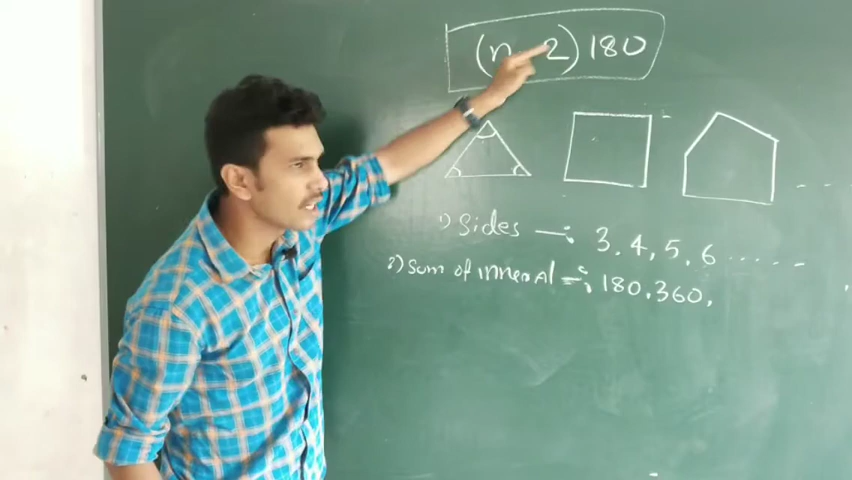 (n-2)180
1) Sides —: 3, 4, 5, 6 ......
2) Sum of inneral —: 180, 360,